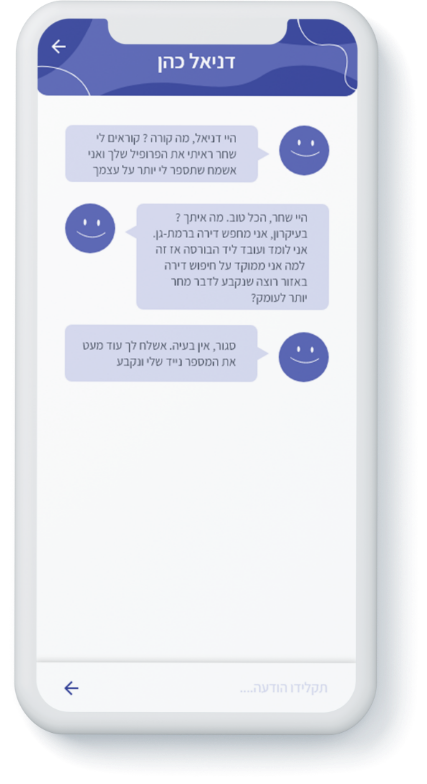 דניאל כהן
היי דניאל, מה קורה ? קוראים לי
שחר ראיתי את הפרופיל שלך ואני
אשמח שתספר לי יותר על עצמך
היי שחר, הכל טוב. מה איתך ?
בעיקרון, אני מחפש דירה ברמת-גן.
אני לומד ועובד ליד הבורסה אז זה
למה אני ממוקד על חיפוש דירה
באזור רוצה שנקבע לדבר מחר
יותר לעומק?
סגור, אין בעיה. אשלח לך עוד מעט
את המספר נייד שלי ונקבע
תקלידו הודעה....